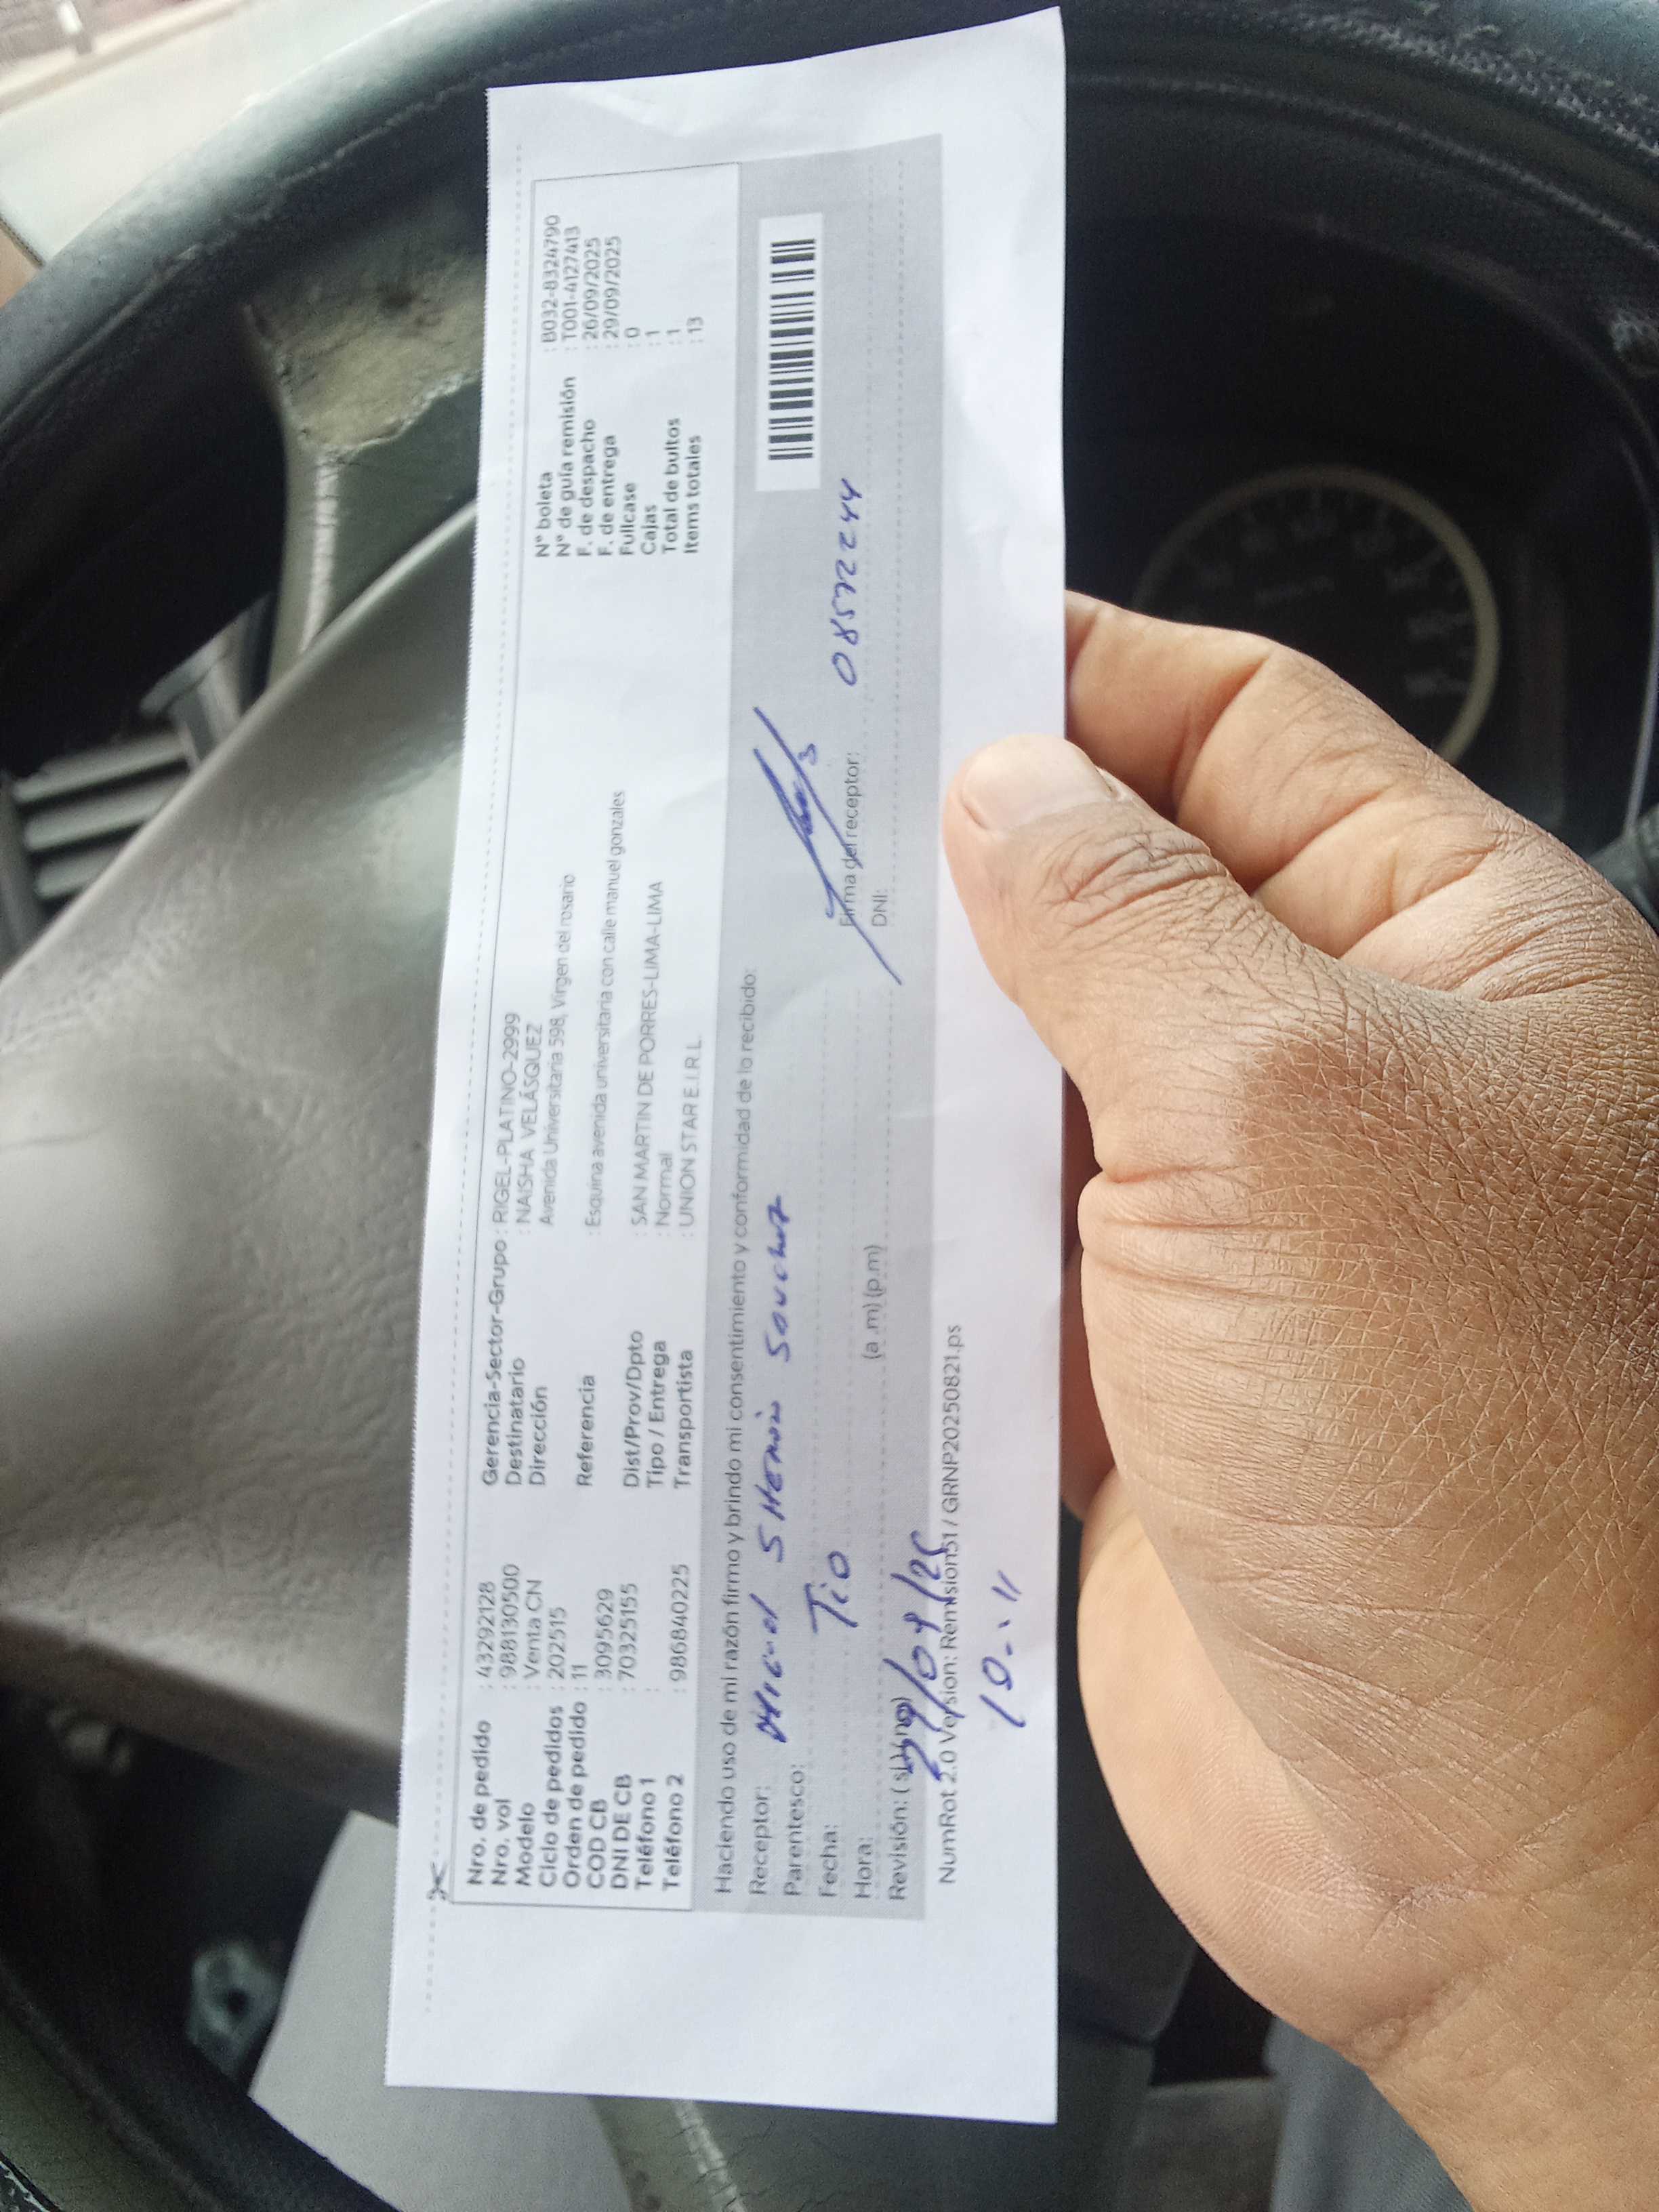 Nro. de pedido : 43292128
Nro. vol : 988130500
Modelo : Venta CN
Ciclo de pedidos : 202515
Orden de pedido : 11
COD CB : 3095629
DNI DE CB : 70325155
Teléfono 1 :
Teléfono 2 : 986840225
Gerencia-Sector-Grupo : RIGEL-PLATINO-2999
Destinatario : NAISHA VELÁSQUEZ
Dirección Avenida Universitaria 598, Virgen del rosario
Referencia : Esquina avenida universitaria con calle manuel gonzales
Dist/Prov/Dpto : SAN MARTIN DE PORRES-LIMA-LIMA
Tipo / Entrega : Normal
Transportista : UNION STAR E.I.R.L.
N° boleta : B032-8324790
N° de guía remisión : T001-4127413
F. de despacho : 26/09/2025
F. de entrega : 29/09/2025
Fullcase : 0
Cajas : 1
Total de bultos : 1
Items totales : 13
Haciendo uso de mi razón firmo y brindo mi consentimiento y conformidad de lo recibido:
Receptor:
Parentesco: Tio
Fecha: 29/09/25
Hora: (a.m) (p.m) 10:11
Revisión: (si) (no)
Firma del receptor:
DNI:
NumRot 2.0 Version: Remision51 / GRNP20250821.ps